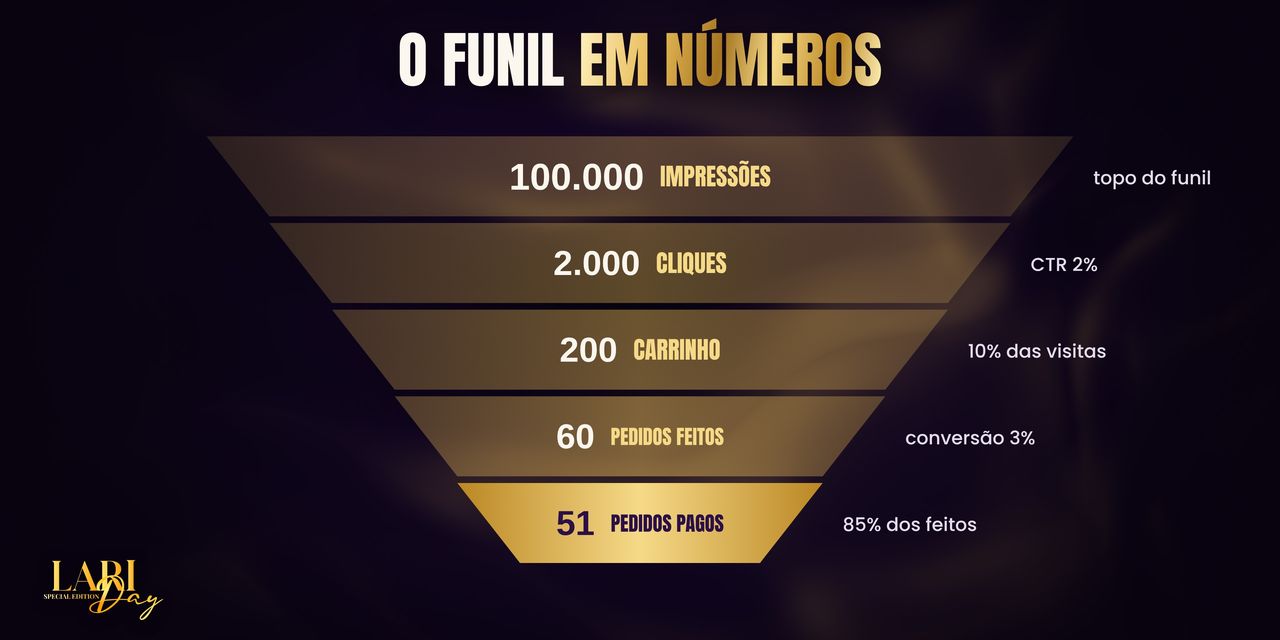 O FUNIL EM NÚMEROS
100.000 IMPRESSÕES topo do funil
2.000 CLIQUES CTR 2%
200 CARRINHO 10% das visitas
60 PEDIDOS FEITOS conversão 3%
51 PEDIDOS PAGOS 85% dos feitos
LABI
SPECIAL EDITION Day